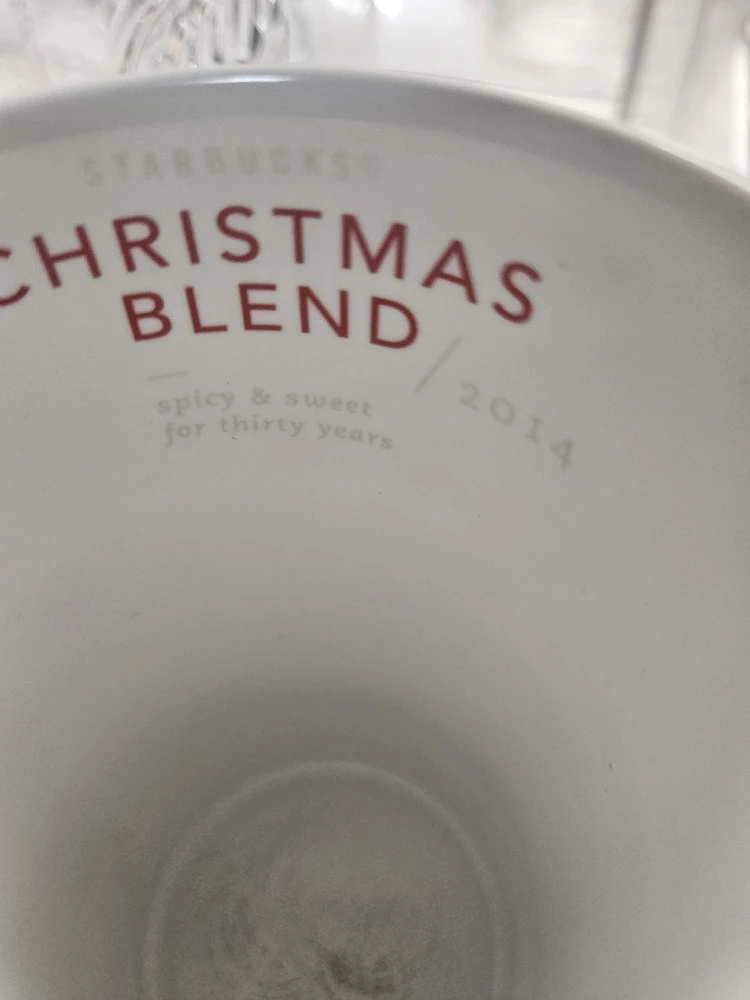 STARBUCKS®
CHRISTMAS
BLEND / 2014
spicy & sweet
for thirty years